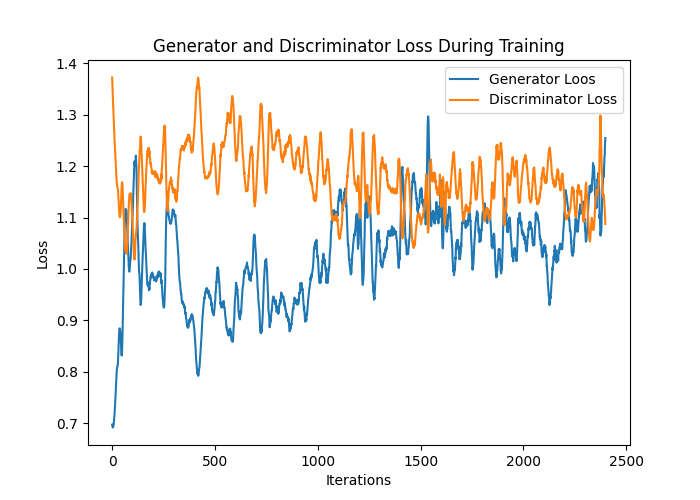 Generator and Discriminator Loss During Training
Generator Loos
Discriminator Loss
1.4
1.3
1.2
1.1
1.0
0.9
0.8
0.7
Loss
0 500 1000 1500 2000 2500
Iterations